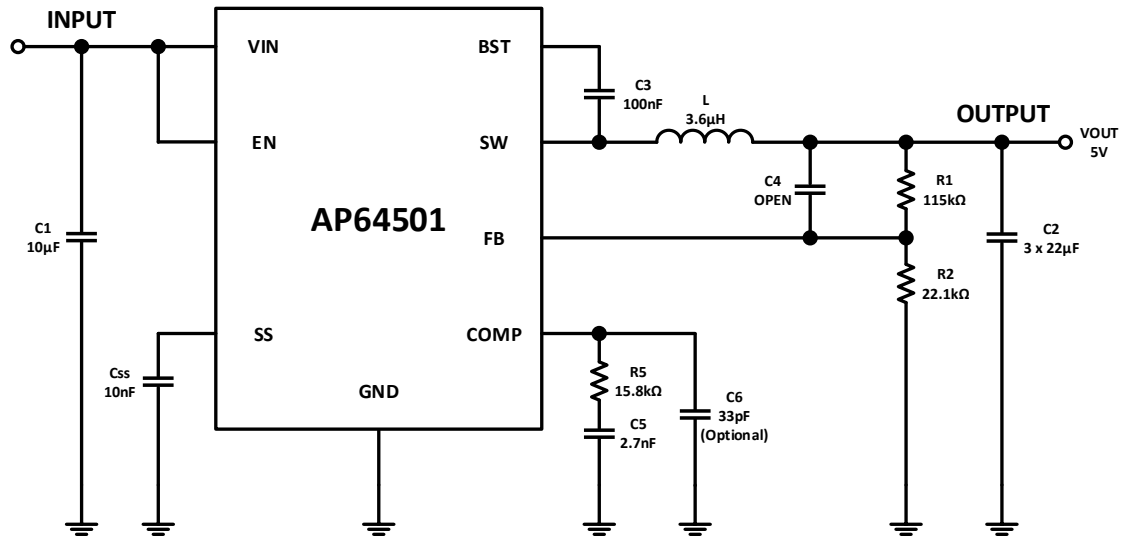 INPUT
VIN
BST
C3
100nF
L
3.6µH
OUTPUT
VOUT
5V
EN
SW
C4
OPEN
R1
115kΩ
C1
10µF
AP64501
FB
C2
3 x 22µF
R2
22.1kΩ
SS
COMP
Css
10nF
GND
R5
15.8kΩ
C6
33pF
(Optional)
C5
2.7nF